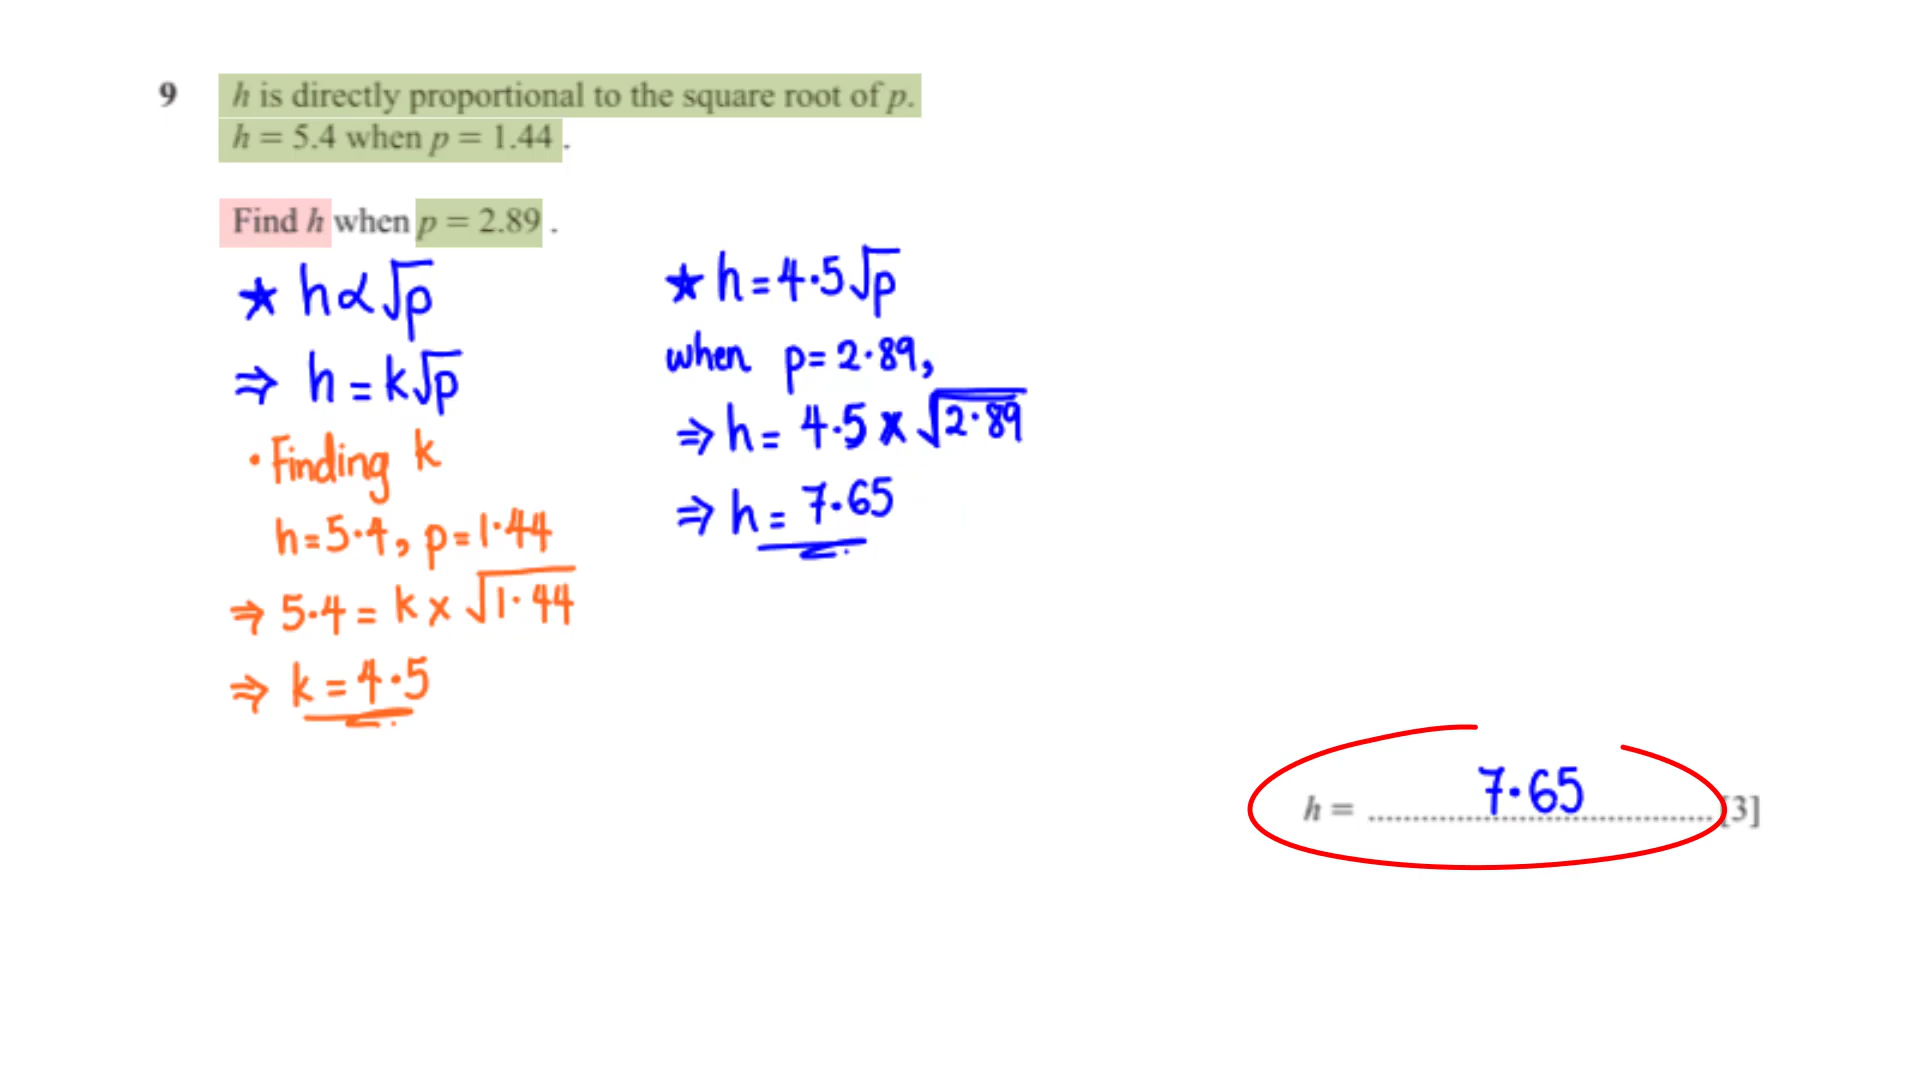 9 h is directly proportional to the square root of p.
h = 5.4 when p = 1.44 .
Find h when p = 2.89 .
★ h ∝ √p
⇒ h = k√p
• Finding k
h = 5.4, p = 1.44
⇒ 5.4 = k × √1.44
⇒ k = 4.5
★ h = 4.5√p
when p = 2.89,
⇒ h = 4.5 × √2.89
⇒ h = 7.65
h = 7.65 [3]